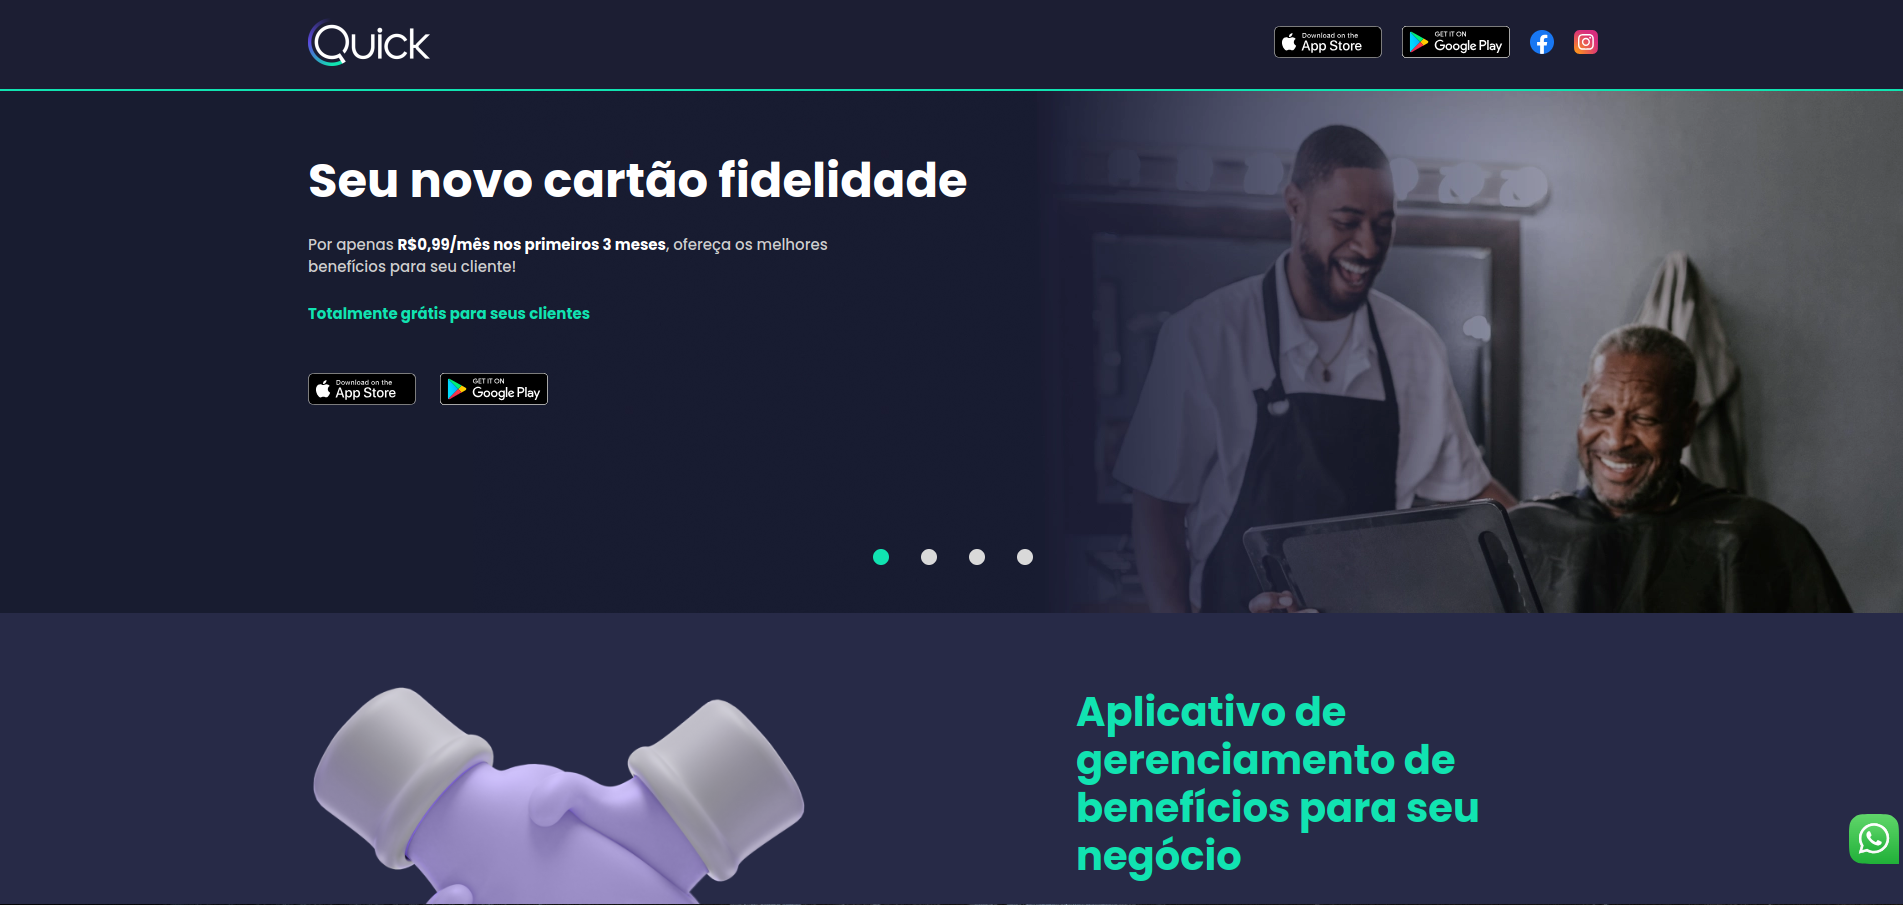 Quick
Download on the
App Store
GET IT ON
Google Play
Seu novo cartão fidelidade
Por apenas R$0,99/mês nos primeiros 3 meses, ofereça os melhores
benefícios para seu cliente!
Totalmente grátis para seus clientes
Download on the
App Store
GET IT ON
Google Play
Aplicativo de
gerenciamento de
benefícios para seu
negócio